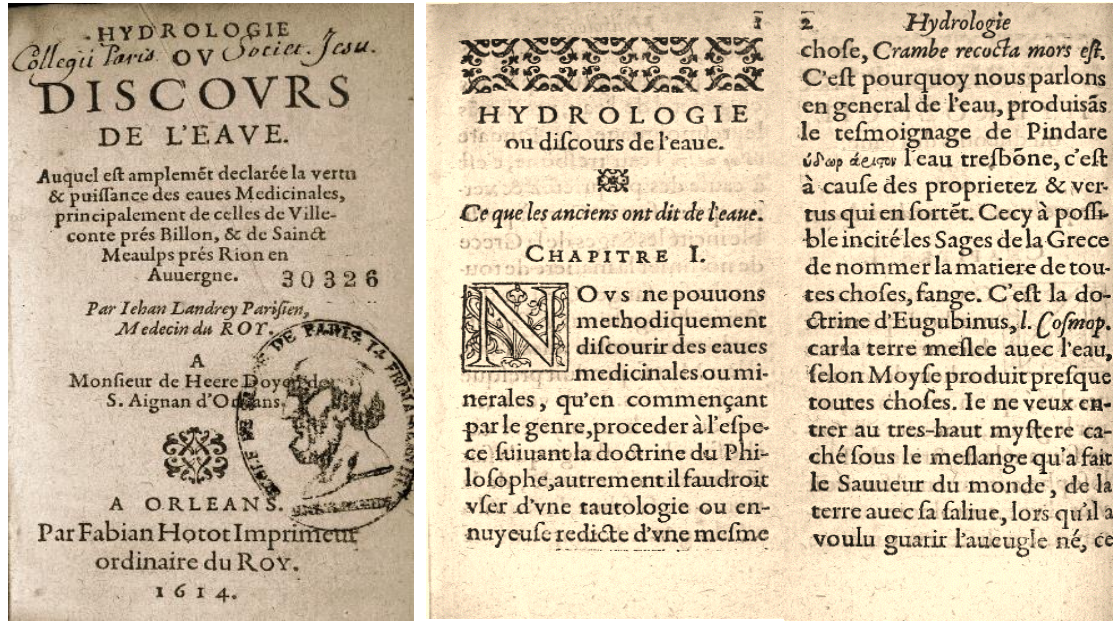 HYDROLOGIE
Collegii Paris. Societ. Jesu.
OV
DISCOVRS
DE L'EAVE.
Auquel est amplemēt declarée la vertu
& puissance des eaues Medicinales,
principalement de celles de Ville-
conte prés Billon, & de Sainct
Meaulps prés Rion en
Auuergne.
30326
Par Iehan Landrey Parisien,
Medecin du ROY.
A
Monsieur de Heere Doyen de
S. Aignan d'Orleans.
DE PARIS
A ORLEANS.
Par Fabian Hotot Imprimeur
ordinaire du ROY.
1614.
1
HYDROLOGIE
ou discours de l'eaue.
Ce que les anciens ont dit de l'eaue.
CHAPITRE I.
NOVS ne pouuons
methodiquement
discourir des eaues
medicinales ou mi-
nerales, qu'en commençant
par le genre, proceder à l'espe-
ce suiuant la doctrine du Phi-
losophe, autrement il faudroit
vser d'vne tautologie ou en-
nuyeuse redicte d'vne mesme
2 Hydrologie
chose, Crambe recocta mors est.
C'est pourquoy nous parlons
en general de l'eau, produisās
le tesmoignage de Pindare
ὕδωρ ἄριστον l'eau tresbōne, c'est
à cause des proprietez & ver-
tus qui en sortēt. Cecy à possi-
ble incité les Sages de la Grece
de nommer la matiere de tou-
tes choses, fange. C'est la do-
ctrine d'Eugubinus, l. Cosmop.
car la terre meslee auec l'eau,
selon Moyse produit presque
toutes choses. Ie ne veux en-
trer au tres-haut mystere ca-
ché sous le meslange qu'a fait
le Sauueur du monde, de la
terre auec sa saliue, lors qu'il a
voulu guarir l'aueugle né, ce